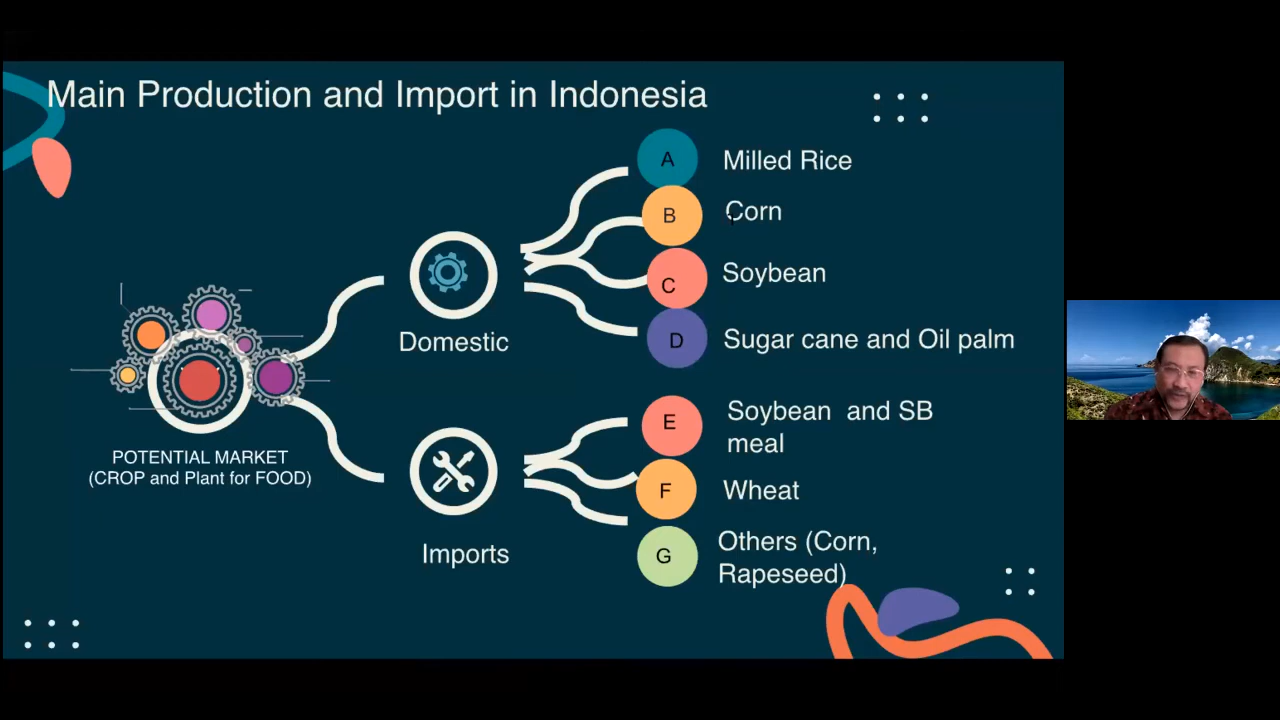 Main Production and Import in Indonesia
A
Milled Rice
B
Corn
C
Soybean
D
Sugar cane and Oil palm
Domestic
POTENTIAL MARKET
(CROP and Plant for FOOD)
E
Soybean and SB
meal
F
Wheat
Imports
G
Others (Corn,
Rapeseed)